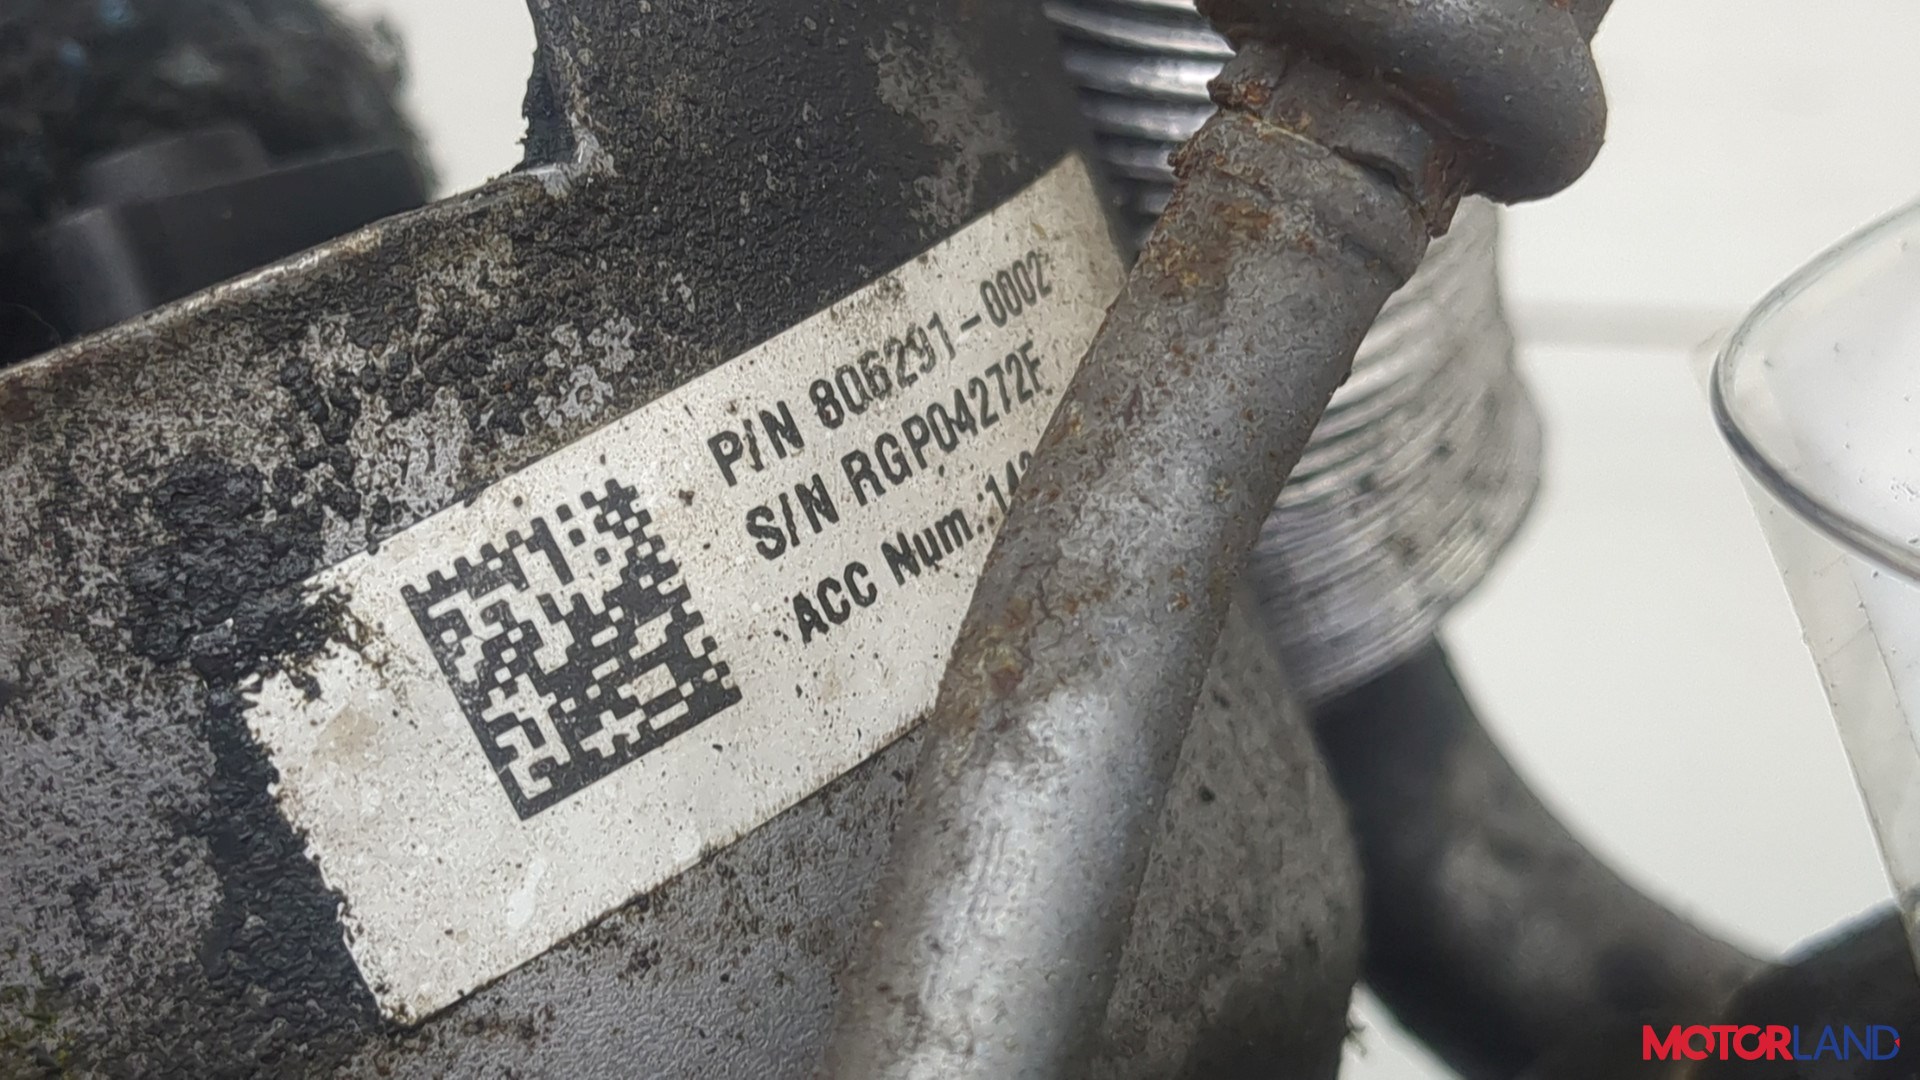 P/N 806291-0002
S/N RGP04272F
ACC Num.:
MOTORLAND